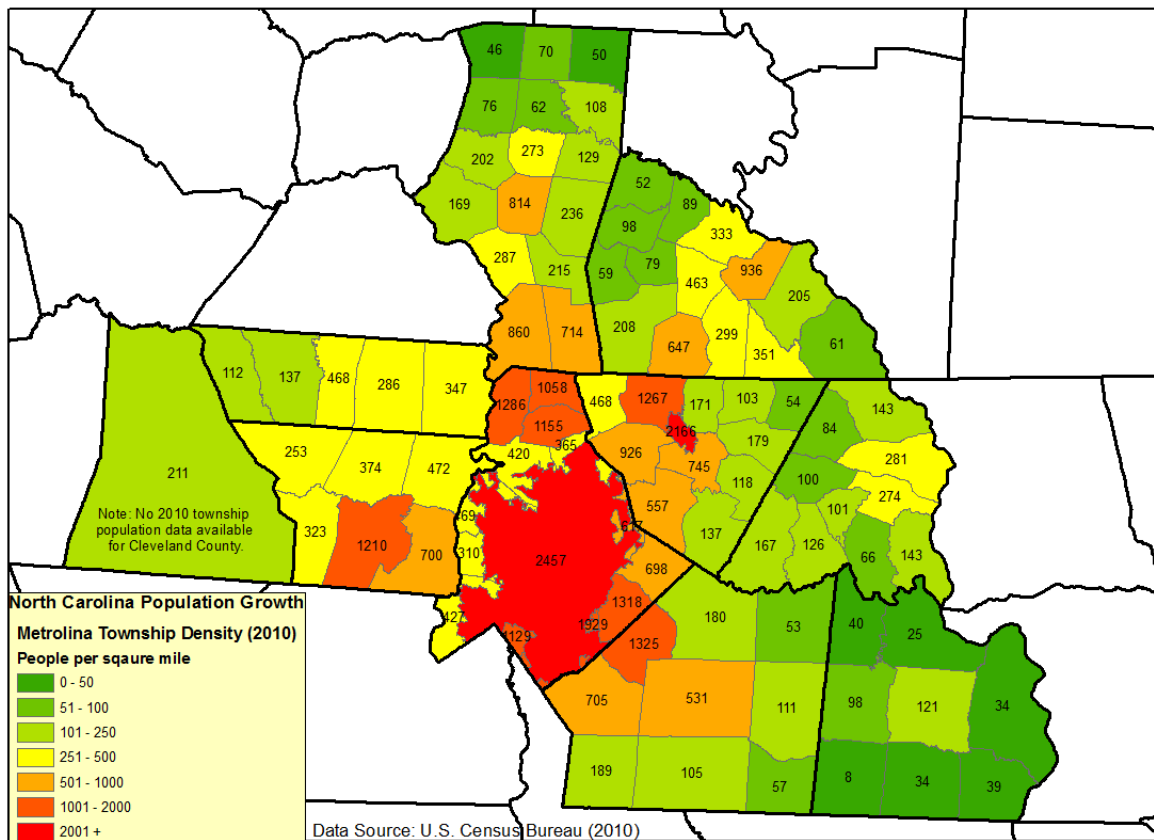 46 70 50
76 62 108
202 273 129
169 814 236
287 215
860 714
52 89
98 333
59 79 936
463 205
208 647 299 351 61
112 137 468 286 347
253 374 472
323 1210 700
211
Note: No 2010 township
population data available
for Cleveland County.
1286 1058
1155
420 365
310
2457
617
698
1318
1929
427
1129
468 1267 171 103 54
2166 179
926 745 118
557 137
143
84 281
100 274
101
167 126 66 143
180 53
1325
705 531 111
189 105 57
40 25
98 121 34
8 34 39
North Carolina Population Growth
Metrolina Township Density (2010)
People per sqaure mile
0 - 50
51 - 100
101 - 250
251 - 500
501 - 1000
1001 - 2000
2001 +
Data Source: U.S. Census Bureau (2010)